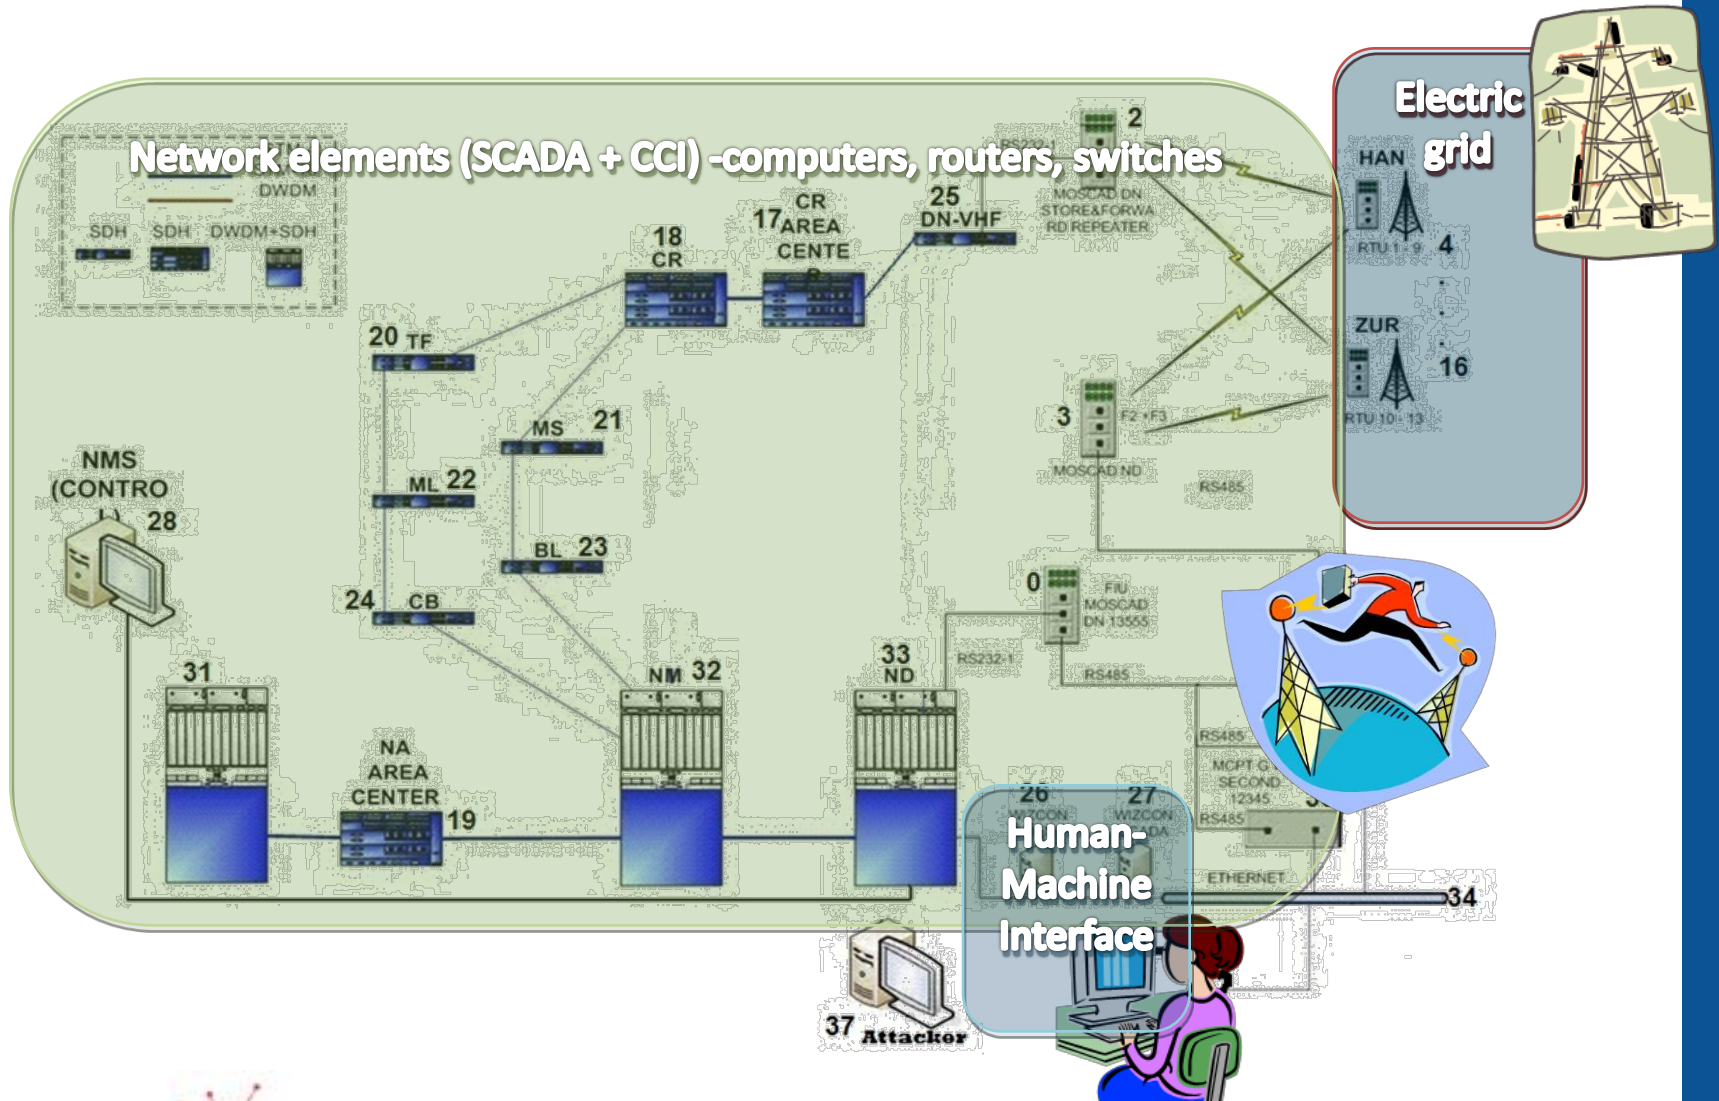 Electric
grid
Network elements (SCADA + CCI) -computers, routers, switches
DWDM
SDH
SDH
DWDM+SDH
2
RS232-1
MOSCAD DN
STORE&FORWA
RD REPEATER
HAN
RTU 1 - 9
4
ZUR
16
RTU 10 - 13
25
DN-VHF
17
CR
AREA
CENTE
R
18
CR
20 TF
MS 21
ML 22
BL 23
24 CB
3
F2+F3
MOSCAD ND
RS485
NMS
(CONTRO
L)
28
0
FIU
MOSCAD
DN 13555
RS232-1
RS485
31
NM 32
33
ND
NA
AREA
CENTER
19
RS485
MCPT G
SECOND
12345
RS485
26
WIZCON
27
WIZCON
Human-
Machine
Interface
ETHERNET
34
37 Attacker